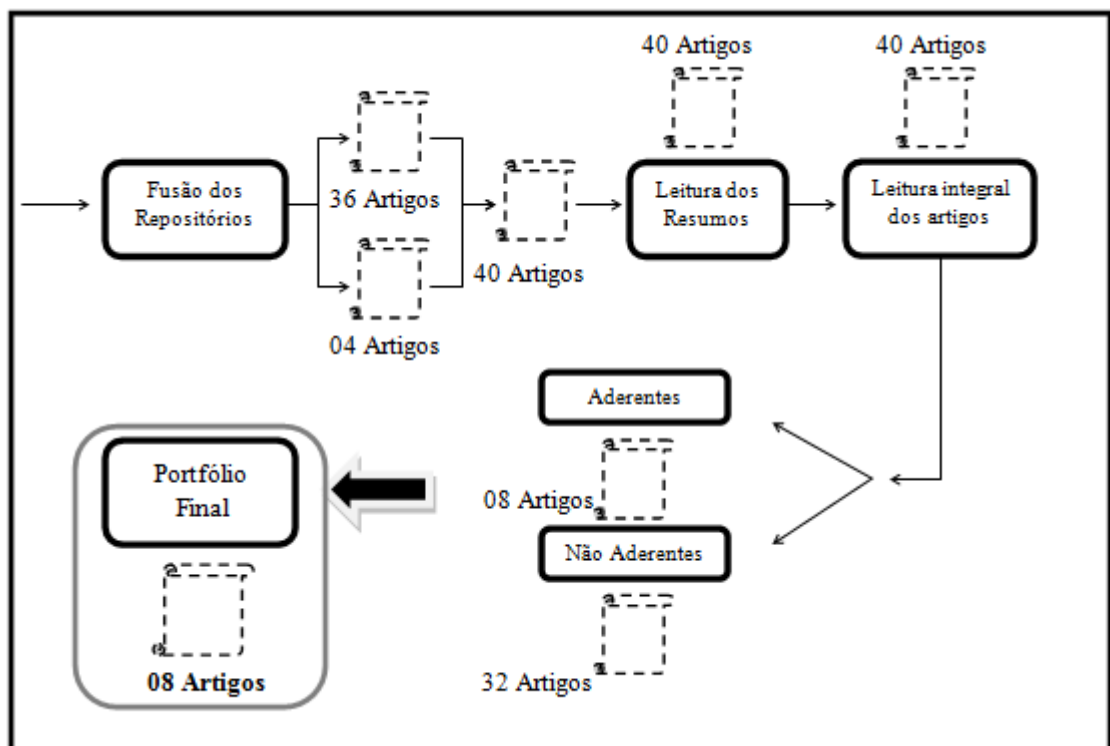 40 Artigos
40 Artigos
Fusão dos
Repositórios
36 Artigos
04 Artigos
40 Artigos
Leitura dos
Resumos
Leitura integral
dos artigos
Aderentes
08 Artigos
Não Aderentes
32 Artigos
Portfólio
Final
08 Artigos